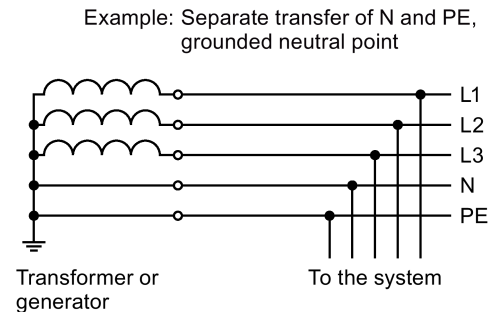 Example: Separate transfer of N and PE,
grounded neutral point
L1
L2
L3
N
PE
Transformer or
generator
To the system